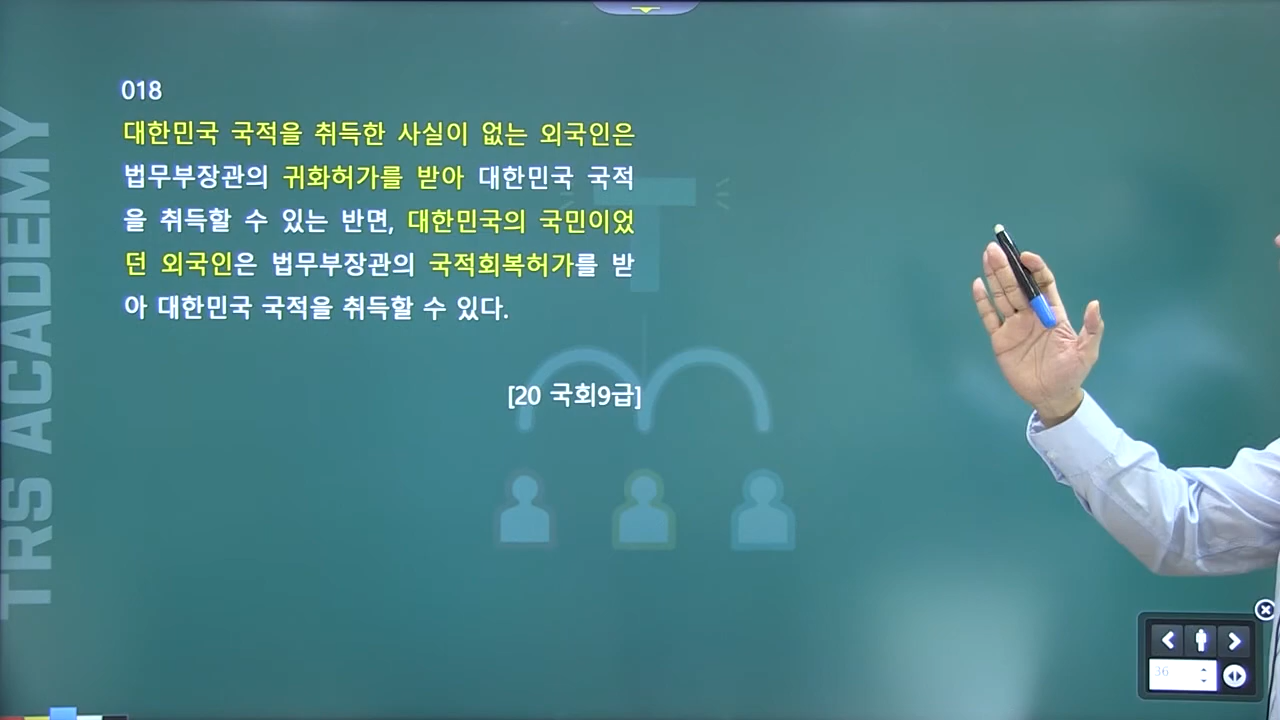 018
대한민국 국적을 취득한 사실이 없는 외국인은
법무부장관의 귀화허가를 받아 대한민국 국적
을 취득할 수 있는 반면, 대한민국의 국민이었
던 외국인은 법무부장관의 국적회복허가를 받
아 대한민국 국적을 취득할 수 있다.
[20 국회9급]
TRS ACADEMY
36